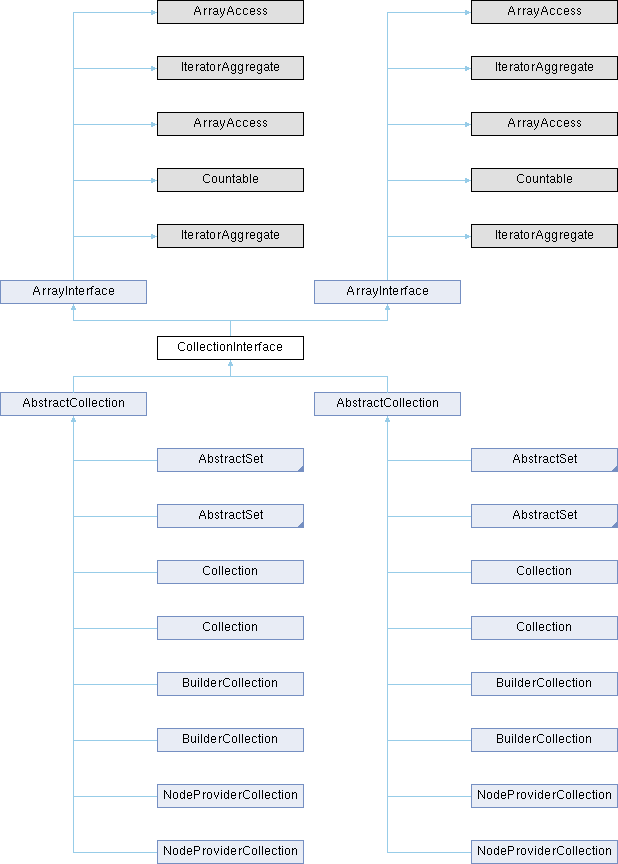 ArrayAccess ArrayAccess
IteratorAggregate IteratorAggregate
ArrayAccess ArrayAccess
Countable Countable
IteratorAggregate IteratorAggregate
ArrayInterface ArrayInterface
CollectionInterface
AbstractCollection AbstractCollection
AbstractSet AbstractSet
AbstractSet AbstractSet
Collection Collection
Collection Collection
BuilderCollection BuilderCollection
BuilderCollection BuilderCollection
NodeProviderCollection NodeProviderCollection
NodeProviderCollection NodeProviderCollection